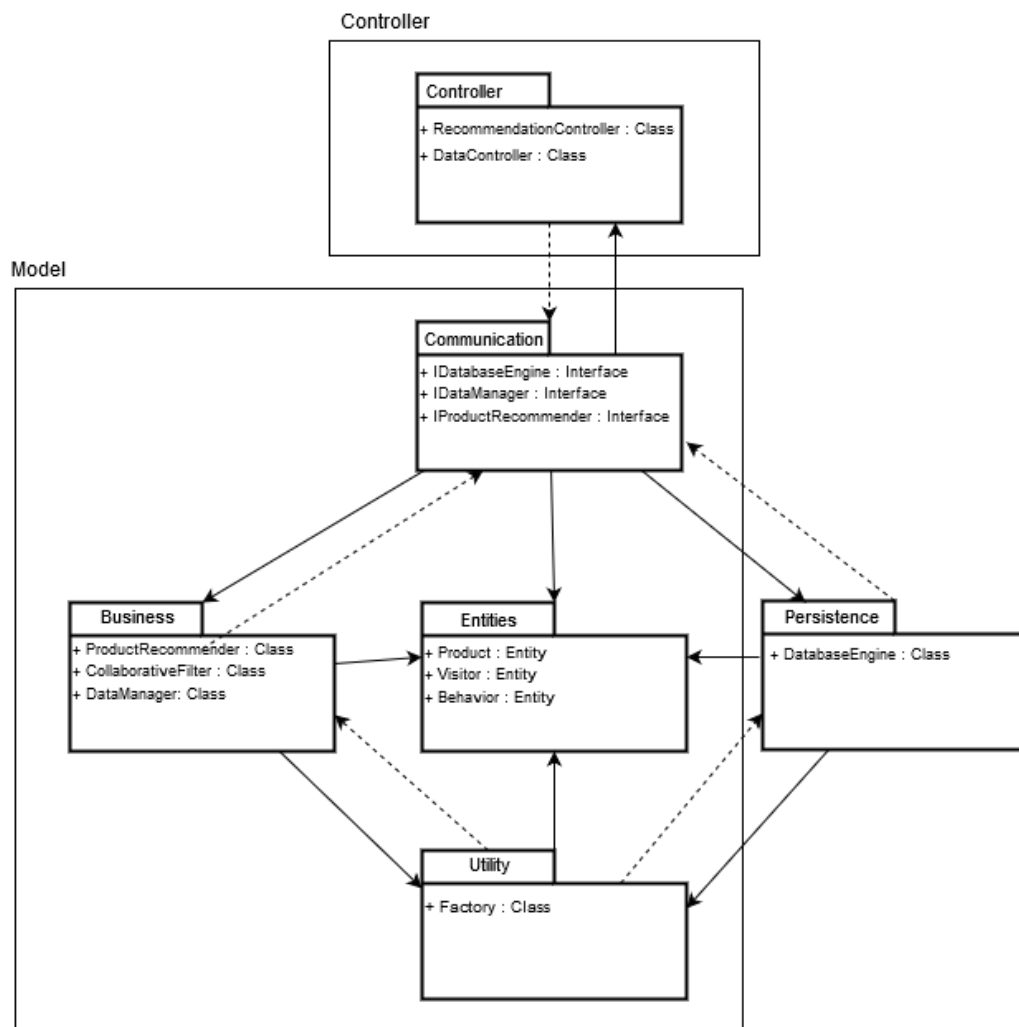 Controller
Controller
+ RecommendationController : Class
+ DataController : Class
Model
Communication
+ IDatabaseEngine : Interface
+ IDataManager : Interface
+ IProductRecommender : Interface
Business
+ ProductRecommender : Class
+ CollaborativeFilter : Class
+ DataManager: Class
Entities
+ Product : Entity
+ Visitor : Entity
+ Behavior : Entity
Persistence
+ DatabaseEngine : Class
Utility
+ Factory : Class